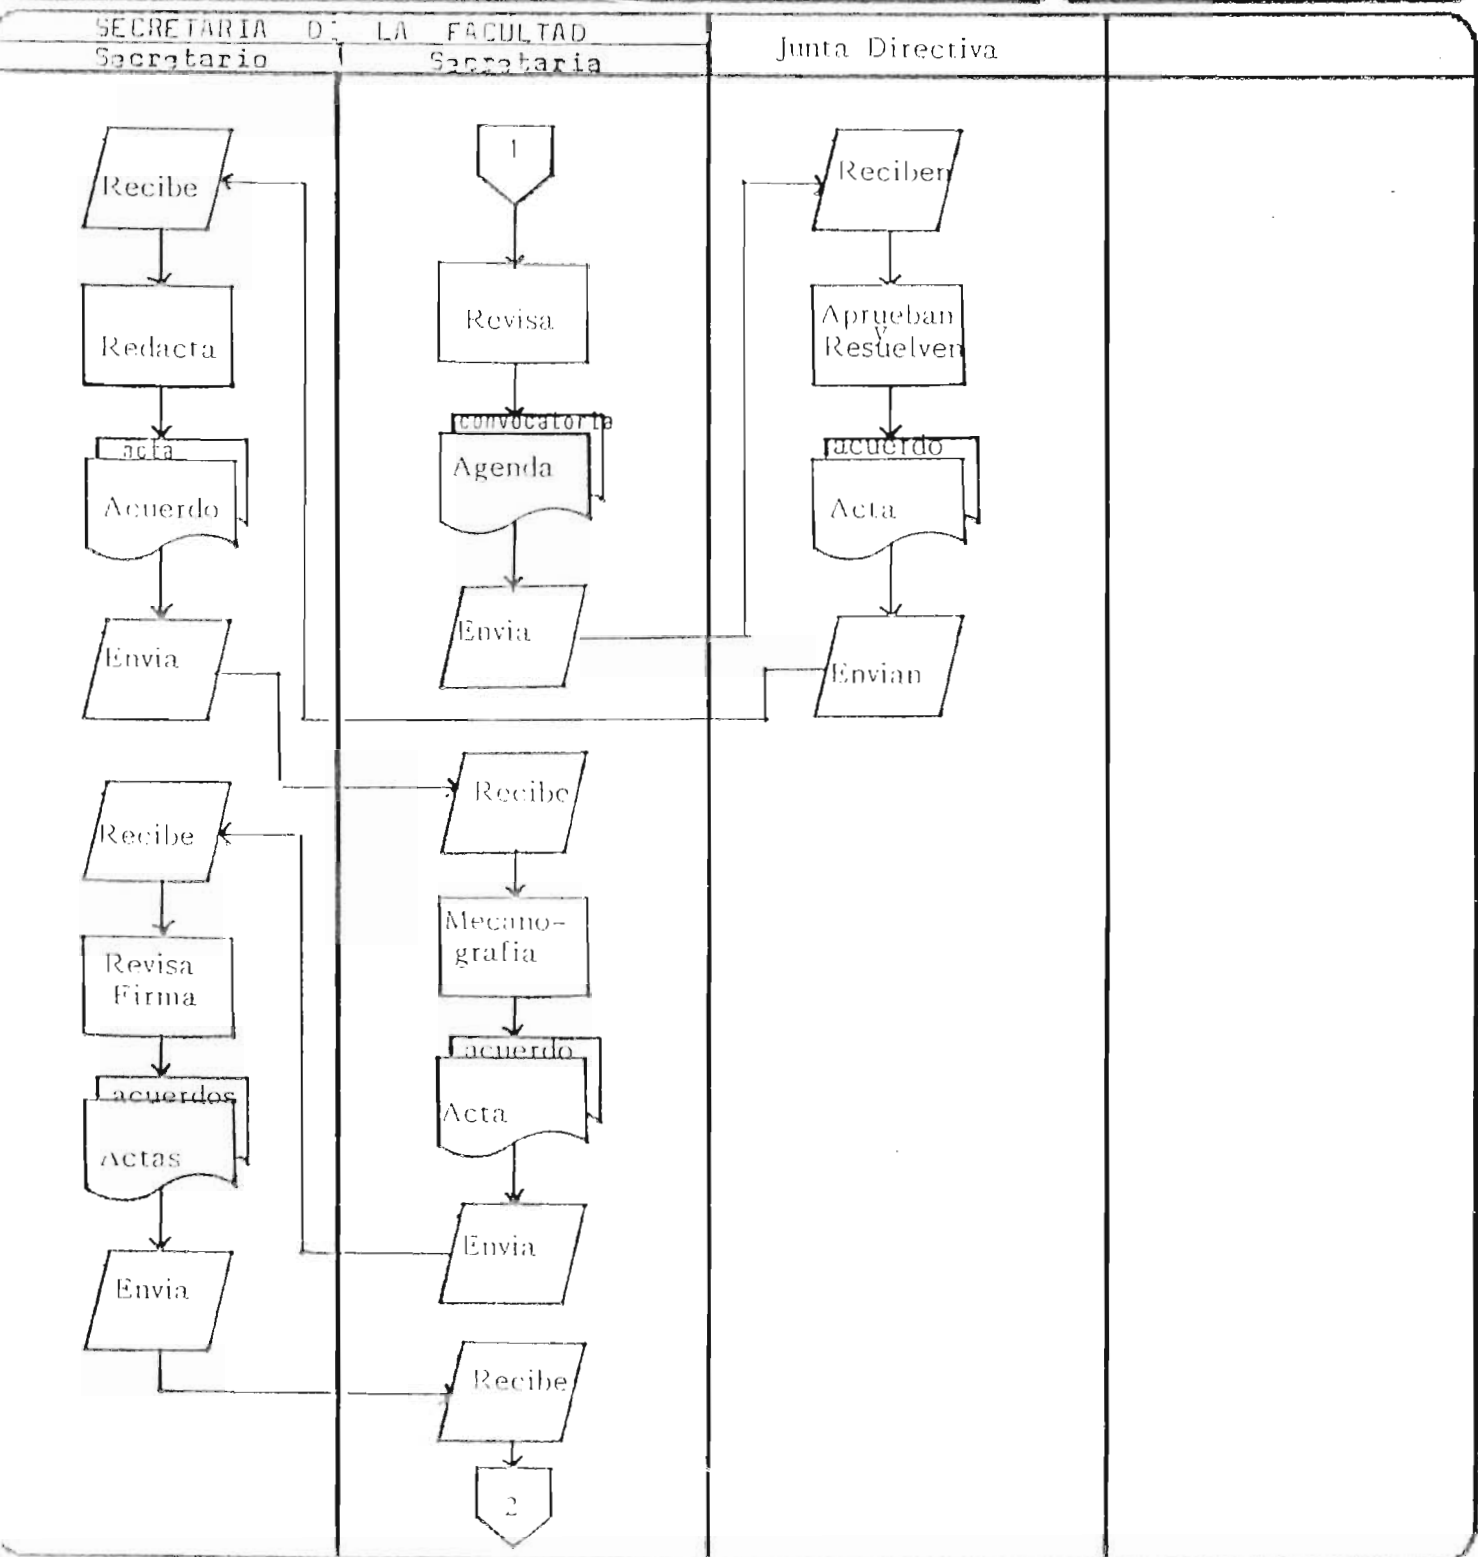 SECRETARIA DE LA FACULTAD
Secretario
Secretaria
Junta Directiva
Recibe
Redacta
acta
Acuerdo
Envia
Recibe
Revisa
Firma
acuerdos
Actas
Envia
1
Revisa
convocatoria
Agenda
Envia
Recibe
Mecano-
grafia
acuerdo
Acta
Envia
Recibe
2
Reciben
Aprueban
y
Resuelven
acuerdo
Acta
Envian